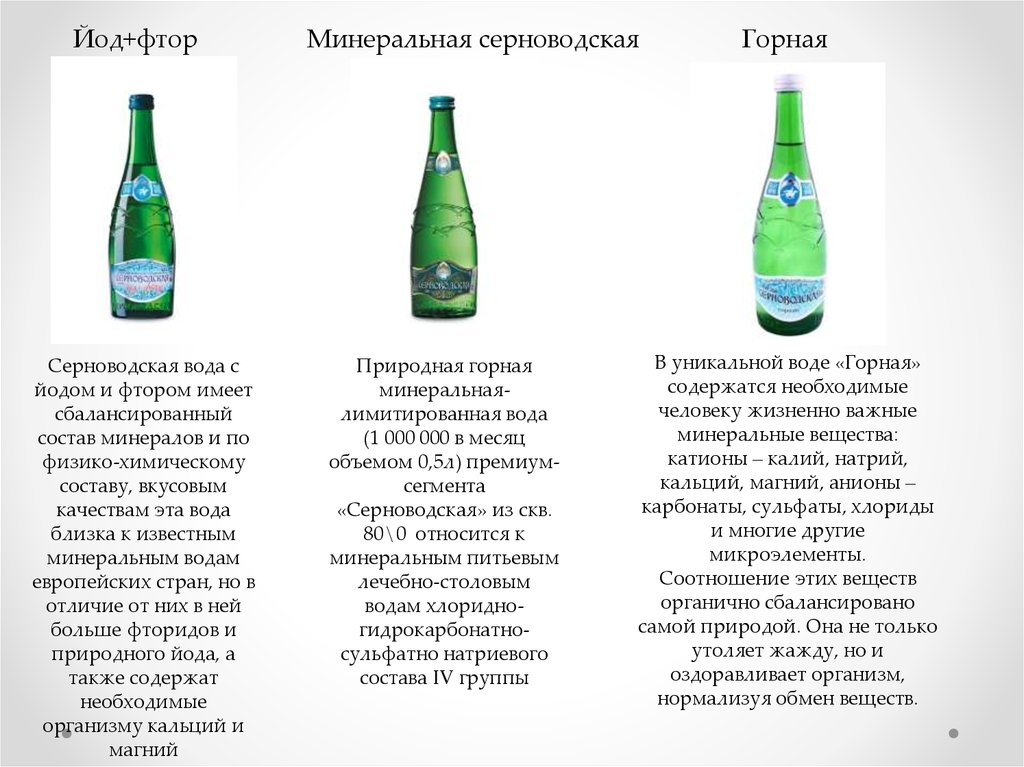 Йод+фтор
Минеральная серноводская
Горная
СЕРНОВОДСКАЯ
СЕРНОВОДСКАЯ
СЕРНОВОДСКАЯ
горная
Серноводская вода с
йодом и фтором имеет
сбалансированный
состав минералов и по
физико-химическому
составу, вкусовым
качествам эта вода
близка к известным
минеральным водам
европейских стран, но в
отличие от них в ней
больше фторидов и
природного йода, а
также содержат
необходимые
организму кальций и
магний
Природная горная
минеральная-
лимитированная вода
(1 000 000 в месяц
объемом 0,5л) премиум-
сегмента
«Серноводская» из скв.
80\0 относится к
минеральным питьевым
лечебно-столовым
водам хлоридно-
гидрокарбонатно-
сульфатно натриевого
состава IV группы
В уникальной воде «Горная»
содержатся необходимые
человеку жизненно важные
минеральные вещества:
катионы – калий, натрий,
кальций, магний, анионы –
карбонаты, сульфаты, хлориды
и многие другие
микроэлементы.
Соотношение этих веществ
органично сбалансировано
самой природой. Она не только
утоляет жажду, но и
оздоравливает организм,
нормализуя обмен веществ.